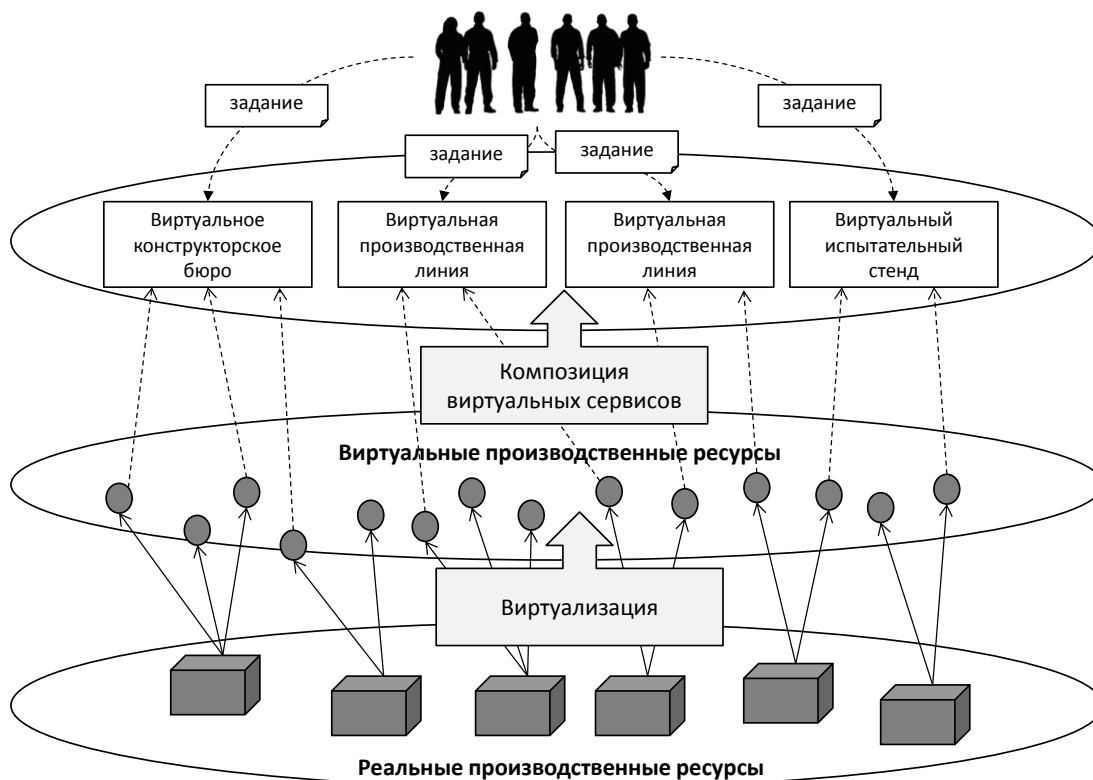 задание
задание
задание
задание
Виртуальное
конструкторское
бюро
Виртуальная
производственная
линия
Виртуальная
производственная
линия
Виртуальный
испытательный
стенд
Композиция
виртуальных сервисов
Виртуальные производственные ресурсы
Виртуализация
Реальные производственные ресурсы